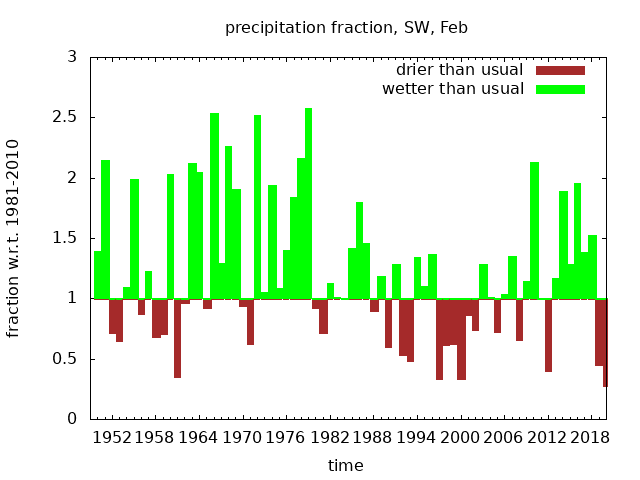 precipitation fraction, SW, Feb
drier than usual
wetter than usual
fraction w.r.t. 1981-2010
3
2.5
2
1.5
1
0.5
0
1952 1958 1964 1970 1976 1982 1988 1994 2000 2006 2012 2018
time